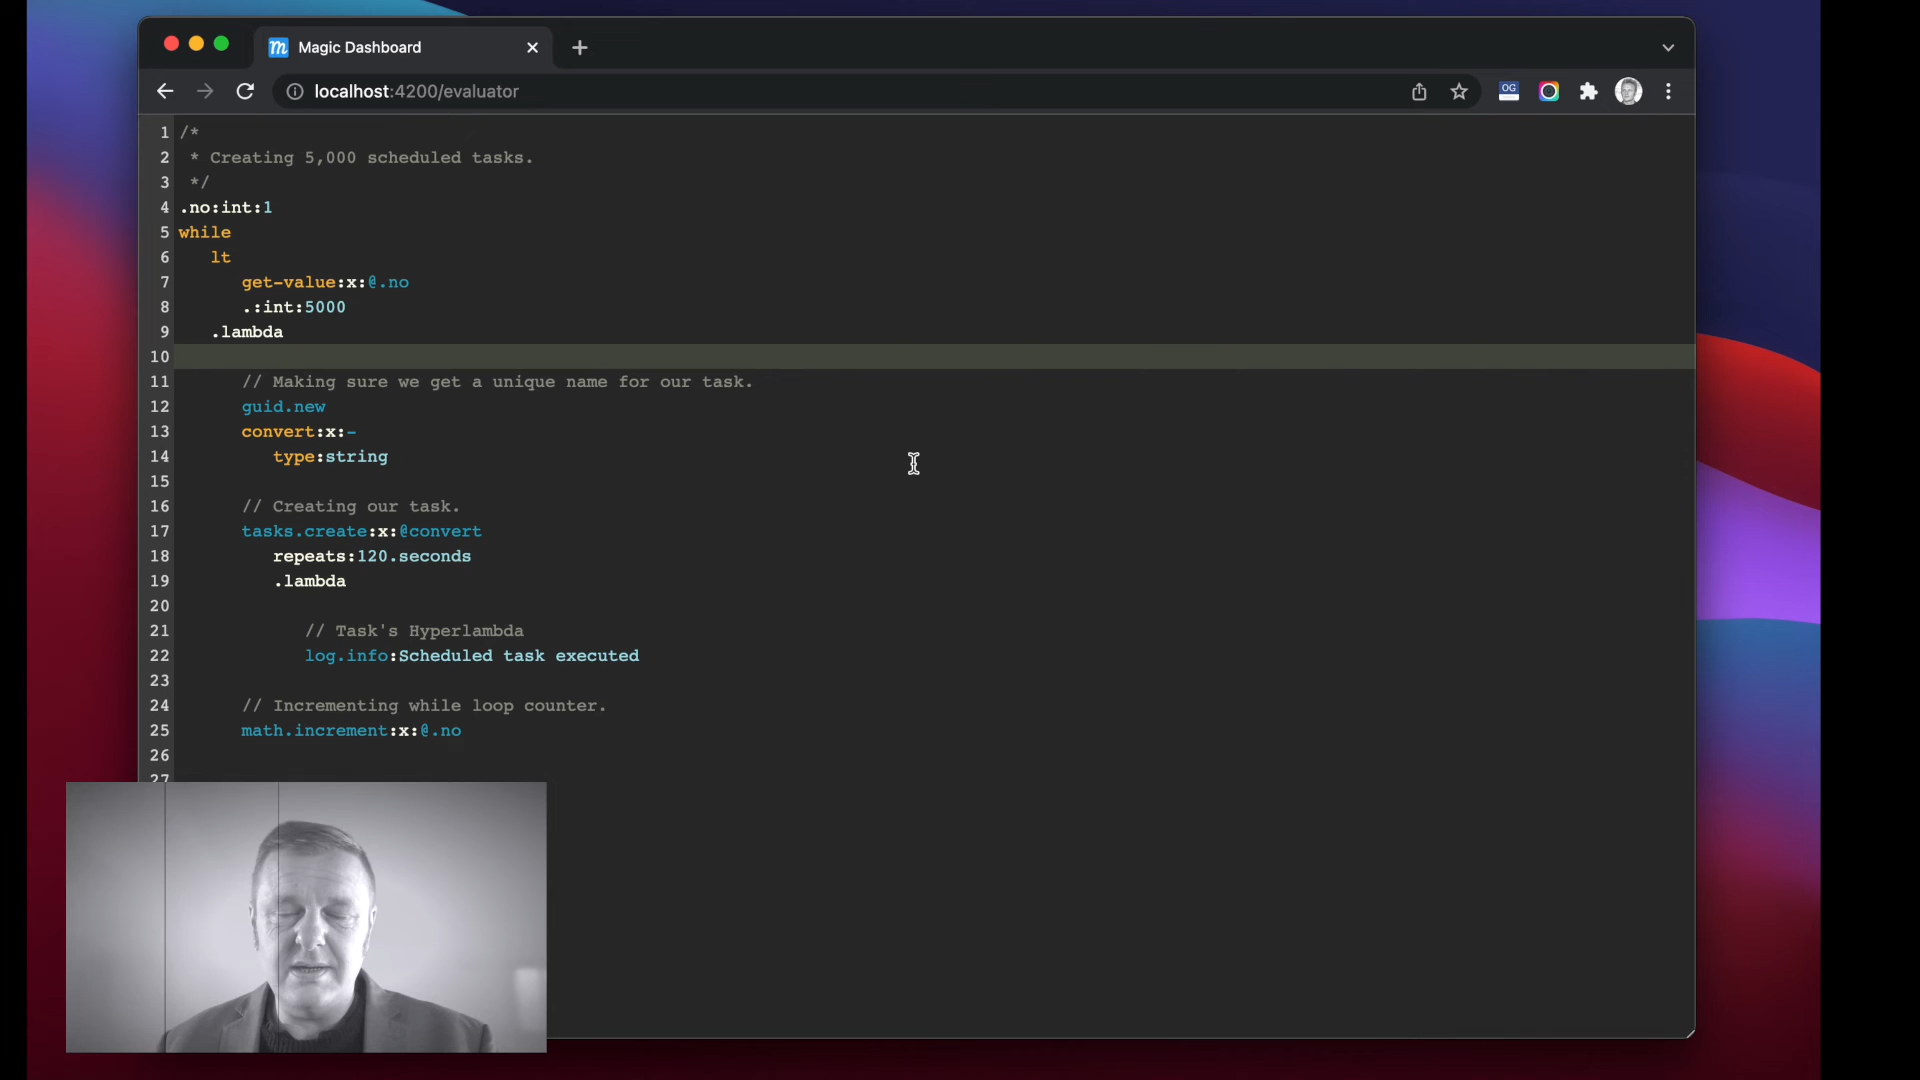 Magic Dashboard
localhost:4200/evaluator
OG
1 /*
2  * Creating 5,000 scheduled tasks.
3  */
4 .no:int:1
5 while
6    lt
7       get-value:x:@.no
8       .:int:5000
9    .lambda
10
11       // Making sure we get a unique name for our task.
12       guid.new
13       convert:x:-
14          type:string
15
16       // Creating our task.
17       tasks.create:x:@convert
18          repeats:120.seconds
19          .lambda
20
21             // Task's Hyperlambda
22             log.info:Scheduled task executed
23
24       // Incrementing while loop counter.
25       math.increment:x:@.no
26
27